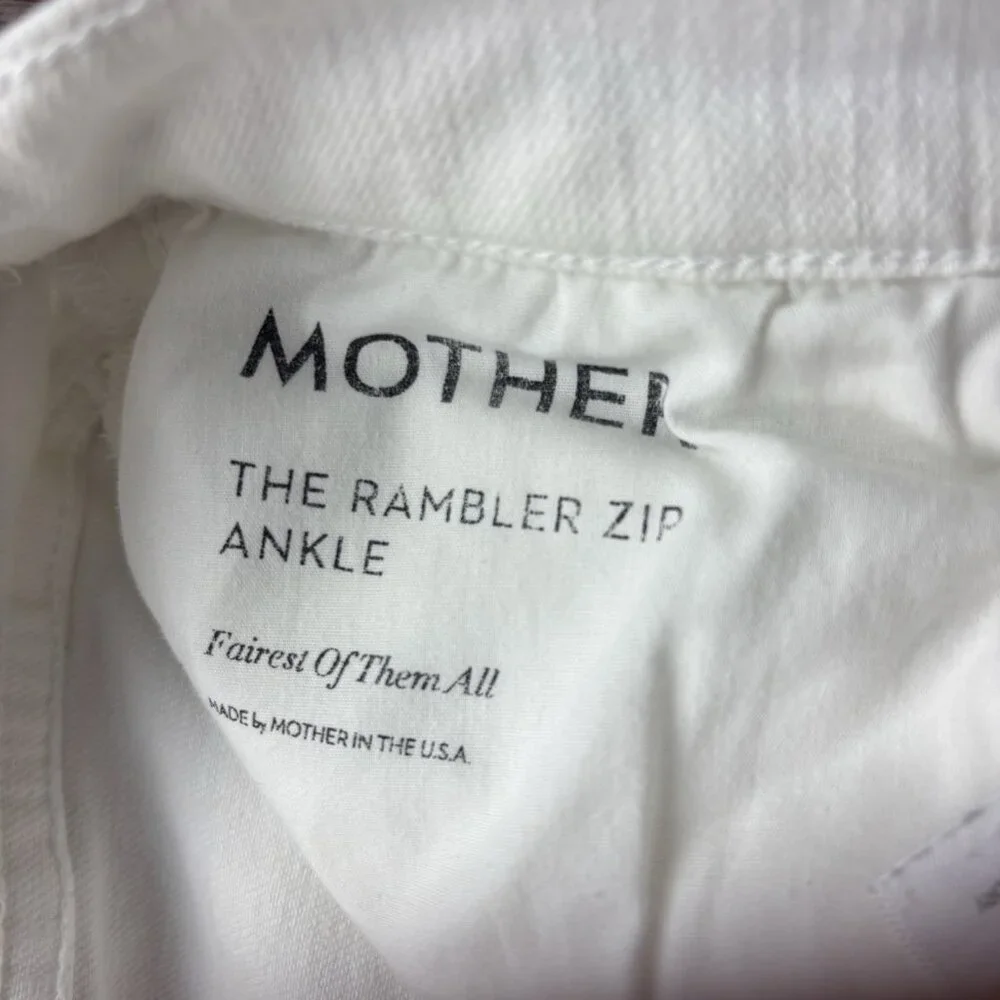 MOTHER
THE RAMBLER ZIP
ANKLE
Fairest Of Them All
MADE by MOTHER IN THE U.S.A.